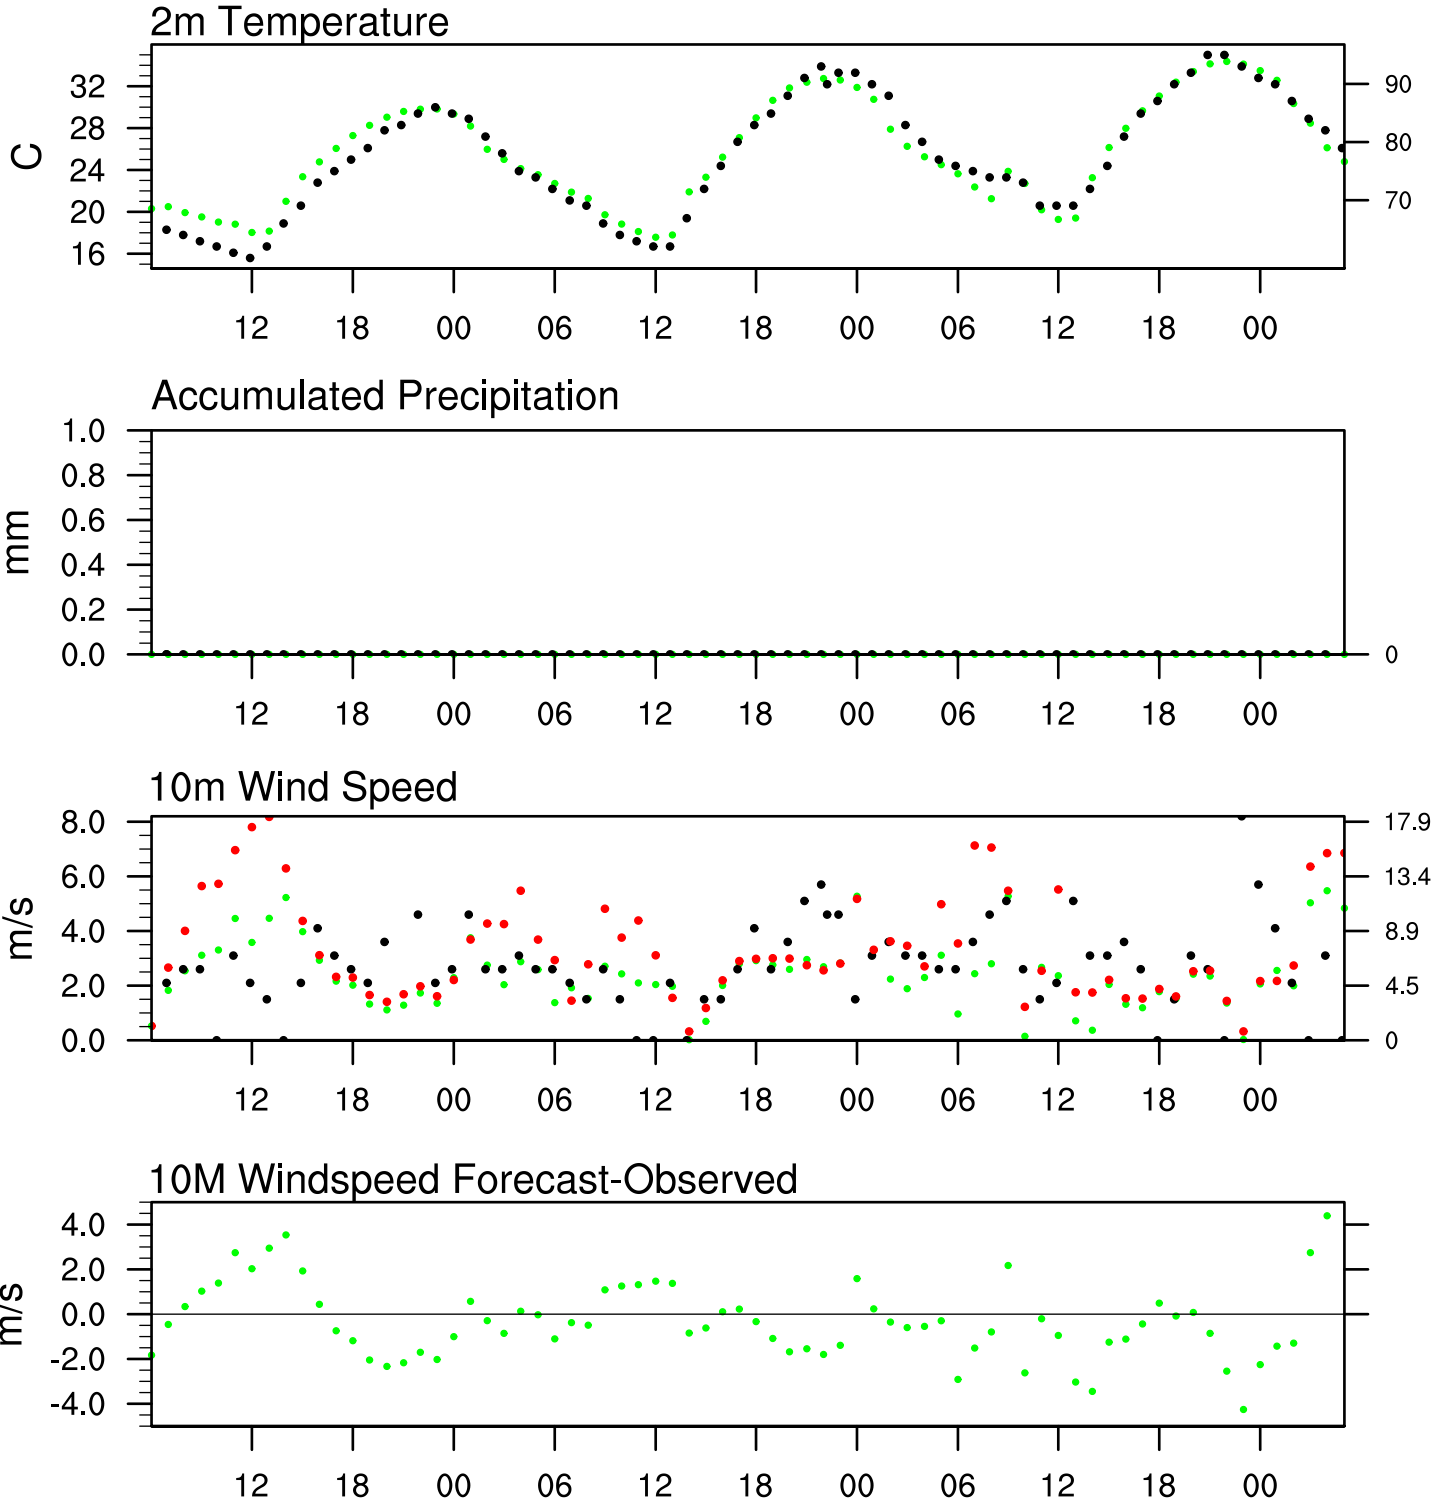 2m Temperature
C
32
28
24
20
16
90
80
70
12 18 00 06 12 18 00 06 12 18 00
Accumulated Precipitation
mm
1.0
0.8
0.6
0.4
0.2
0.0
0
12 18 00 06 12 18 00 06 12 18 00
10m Wind Speed
m/s
8.0
6.0
4.0
2.0
0.0
17.9
13.4
8.9
4.5
0
12 18 00 06 12 18 00 06 12 18 00
10M Windspeed Forecast-Observed
m/s
4.0
2.0
0.0
-2.0
-4.0
12 18 00 06 12 18 00 06 12 18 00